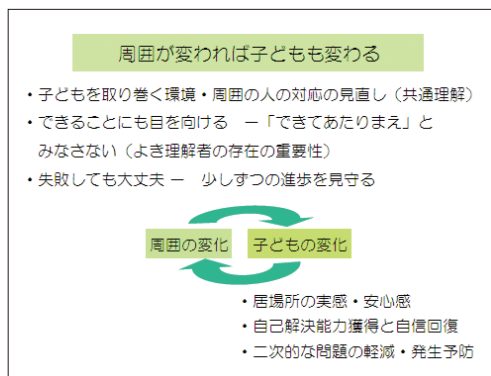 周囲が変われば子どもも変わる
・子どもを取り巻く環境・周囲の人の対応の見直し（共通理解）
・できることにも目を向ける　－「できてあたりまえ」と
みなさない（よき理解者の存在の重要性）
・失敗しても大丈夫 －　少しずつの進歩を見守る
周囲の変化　子どもの変化
・居場所の実感・安心感
・自己解決能力獲得と自信回復
・二次的な問題の軽減・発生予防